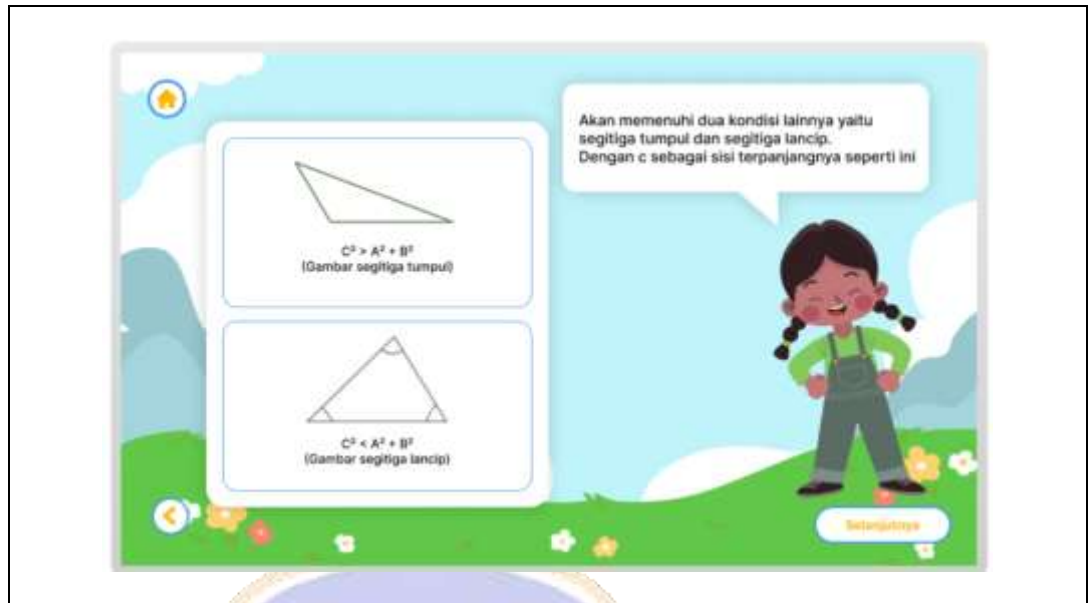 Akan memenuhi dua kondisi lainnya yaitu
segitiga tumpul dan segitiga lancip.
Dengan c sebagai sisi terpanjangnya seperti ini
C² > A² + B²
(Gambar segitiga tumpul)
C² < A² + B²
(Gambar segitiga lancip)
Selanjutnya